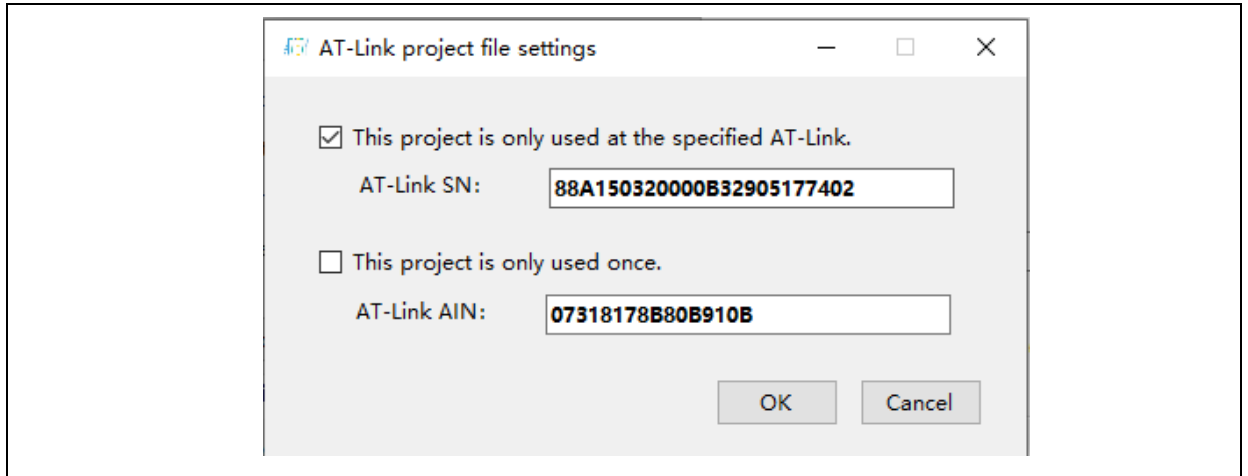 AT-Link project file settings
This project is only used at the specified AT-Link.
AT-Link SN: 88A150320000B32905177402
This project is only used once.
AT-Link AIN: 07318178B80B910B
OK Cancel